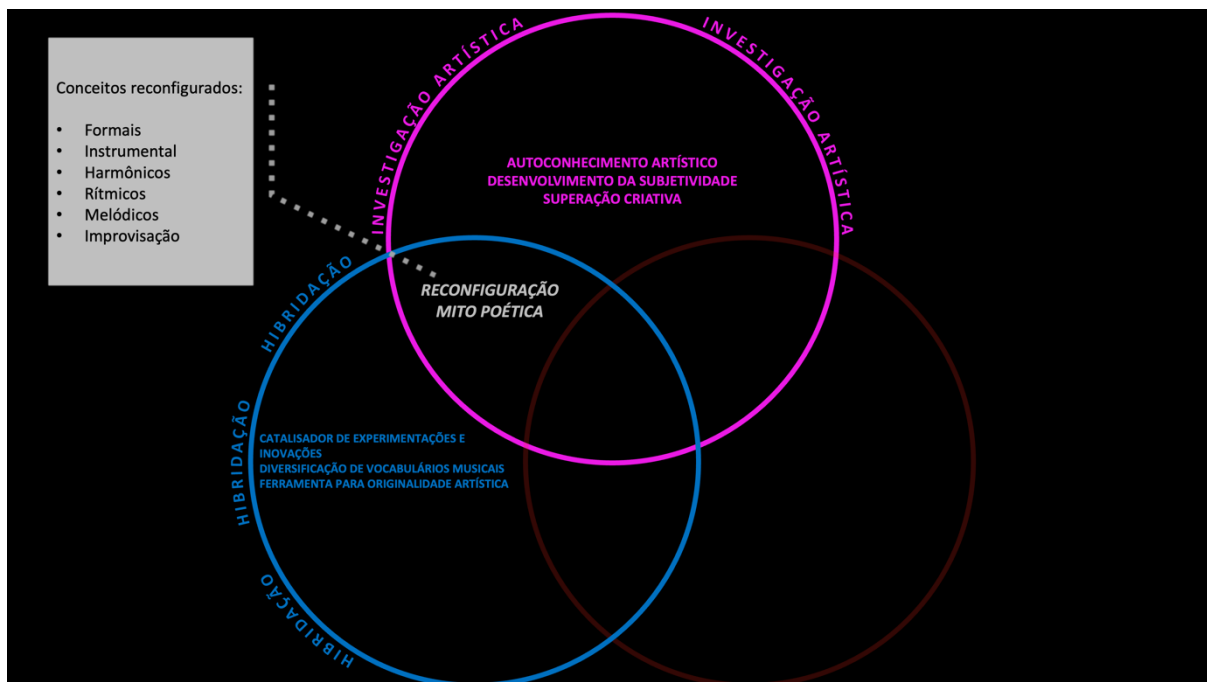 Conceitos reconfigurados:
• Formais
• Instrumental
• Harmônicos
• Rítmicos
• Melódicos
• Improvisação
INVESTIGAÇÃO ARTÍSTICA
INVESTIGAÇÃO ARTÍSTICA
AUTOCONHECIMENTO ARTÍSTICO
DESENVOLVIMENTO DA SUBJETIVIDADE
SUPERAÇÃO CRIATIVA
RECONFIGURAÇÃO
MITO POÉTICA
HIBRIDAÇÃO
HIBRIDAÇÃO
HIBRIDAÇÃO
CATALISADOR DE EXPERIMENTAÇÕES E
INOVAÇÕES
DIVERSIFICAÇÃO DE VOCABULÁRIOS MUSICAIS
FERRAMENTA PARA ORIGINALIDADE ARTÍSTICA